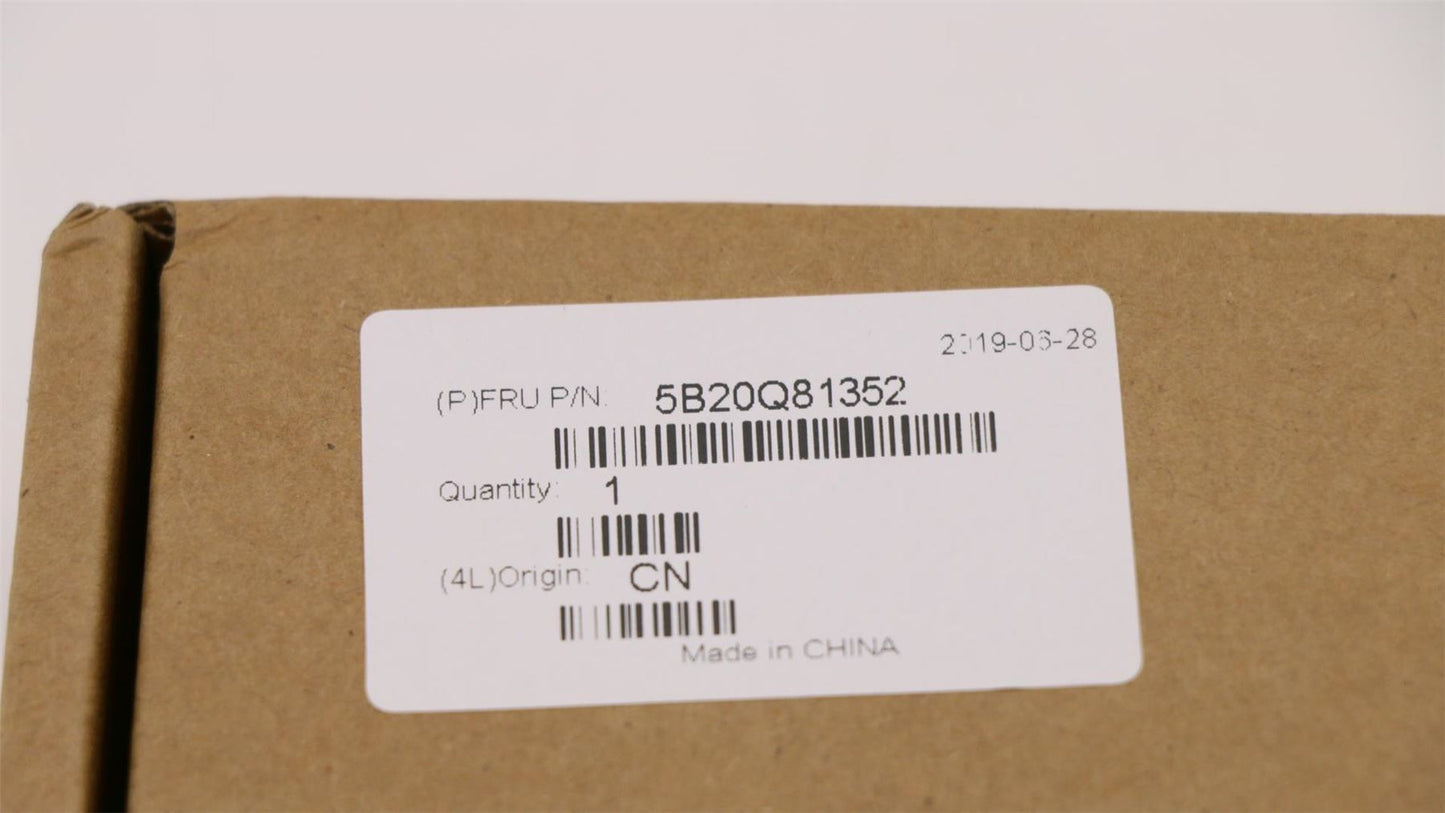 2019-06-28
(P)FRU P/N: 5B20Q81352
Quantity: 1
(4L)Origin: CN
Made in CHINA